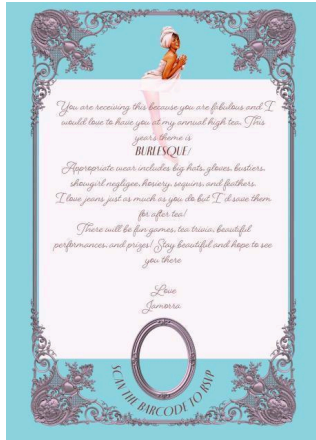 You are receiving this because you are fabulous and I
would love to have you at my annual high tea. This
years theme is
BURLESQUE!
Appropriate wear includes big hats, gloves, bustiers,
showgirl negligee, hosiery, sequins, and feathers.
I love jeans just as much as you do but I'd save them
for after tea!
There will be fun games, tea trivia, beautiful
performances, and prizes! Stay beautiful and hope to see
you there
Love
Jamorra
SCAN THE BARCODE TO RSVP